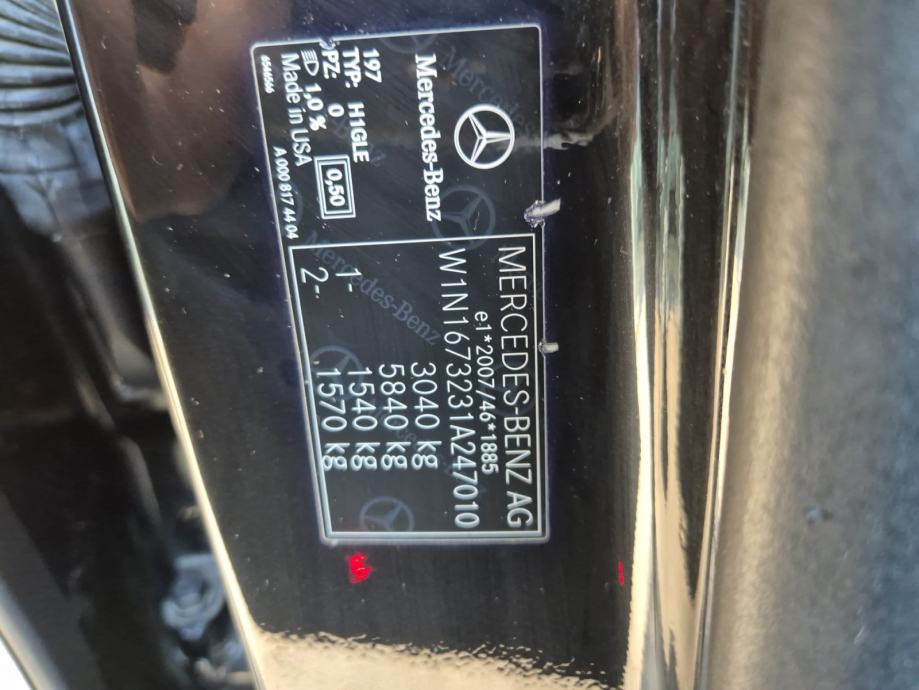 MERCEDES-BENZ AG
e1*2007/46*1885
W1N1673231A247010
3040 kg
5840 kg
1- 1540 kg
2- 1570 kg
Mercedes-Benz
197
TYP: H1GLE
PZ: 0 0,50
1,0 %
Made in USA
A 000 817 44 04
6546566